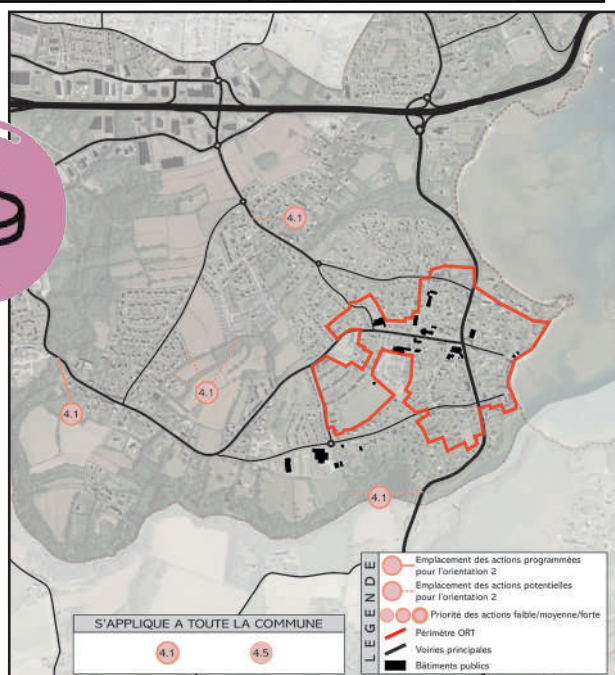 4.1
4.1
4.1
4.1
S'APPLIQUE A TOUTE LA COMMUNE
4.1 4.5
LEGENDE
Emplacement des actions programmées
pour l'orientation 2
Emplacement des actions potentielles
pour l'orientation 2
Priorité des actions faible/moyenne/forte
Périmètre ORT
Voiries principales
Bâtiments publics